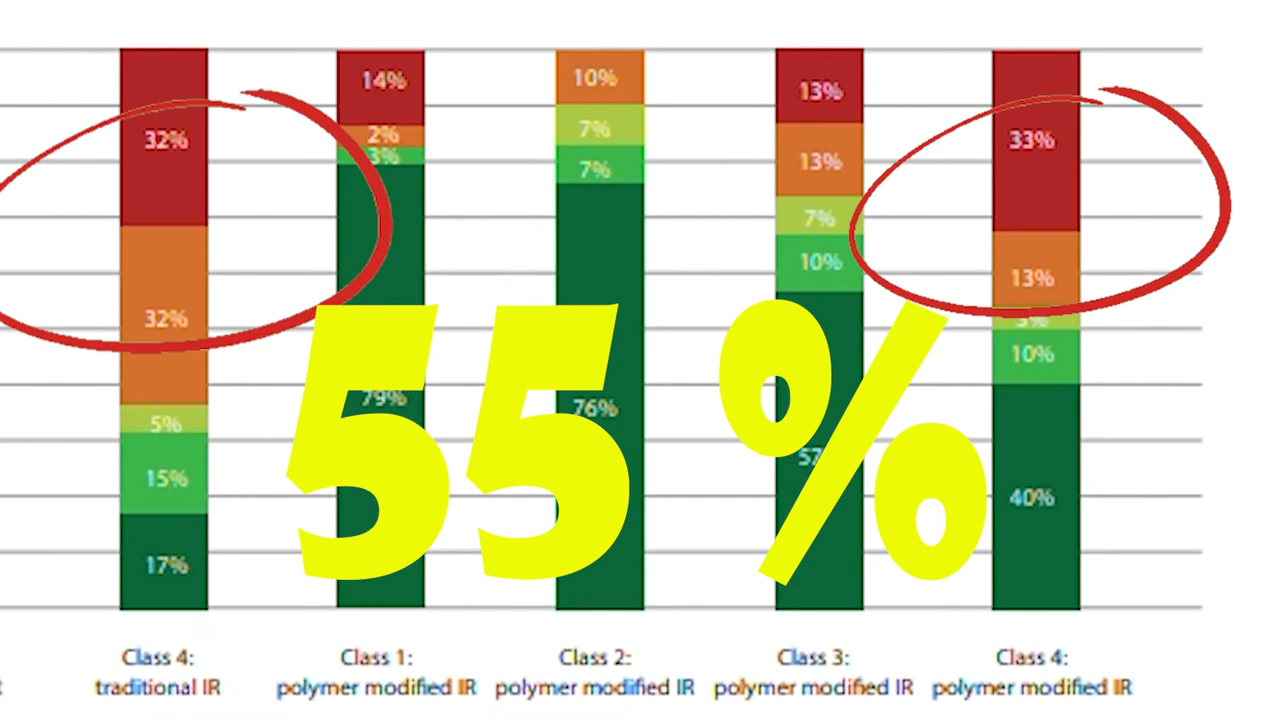 32%
32%
5%
15%
17%
14%
2%
3%
79%
10%
7%
7%
76%
13%
13%
7%
10%
33%
13%
10%
40%
55 %
Class 4:
traditional IR
Class 1:
polymer modified IR
Class 2:
polymer modified IR
Class 3:
polymer modified IR
Class 4:
polymer modified IR